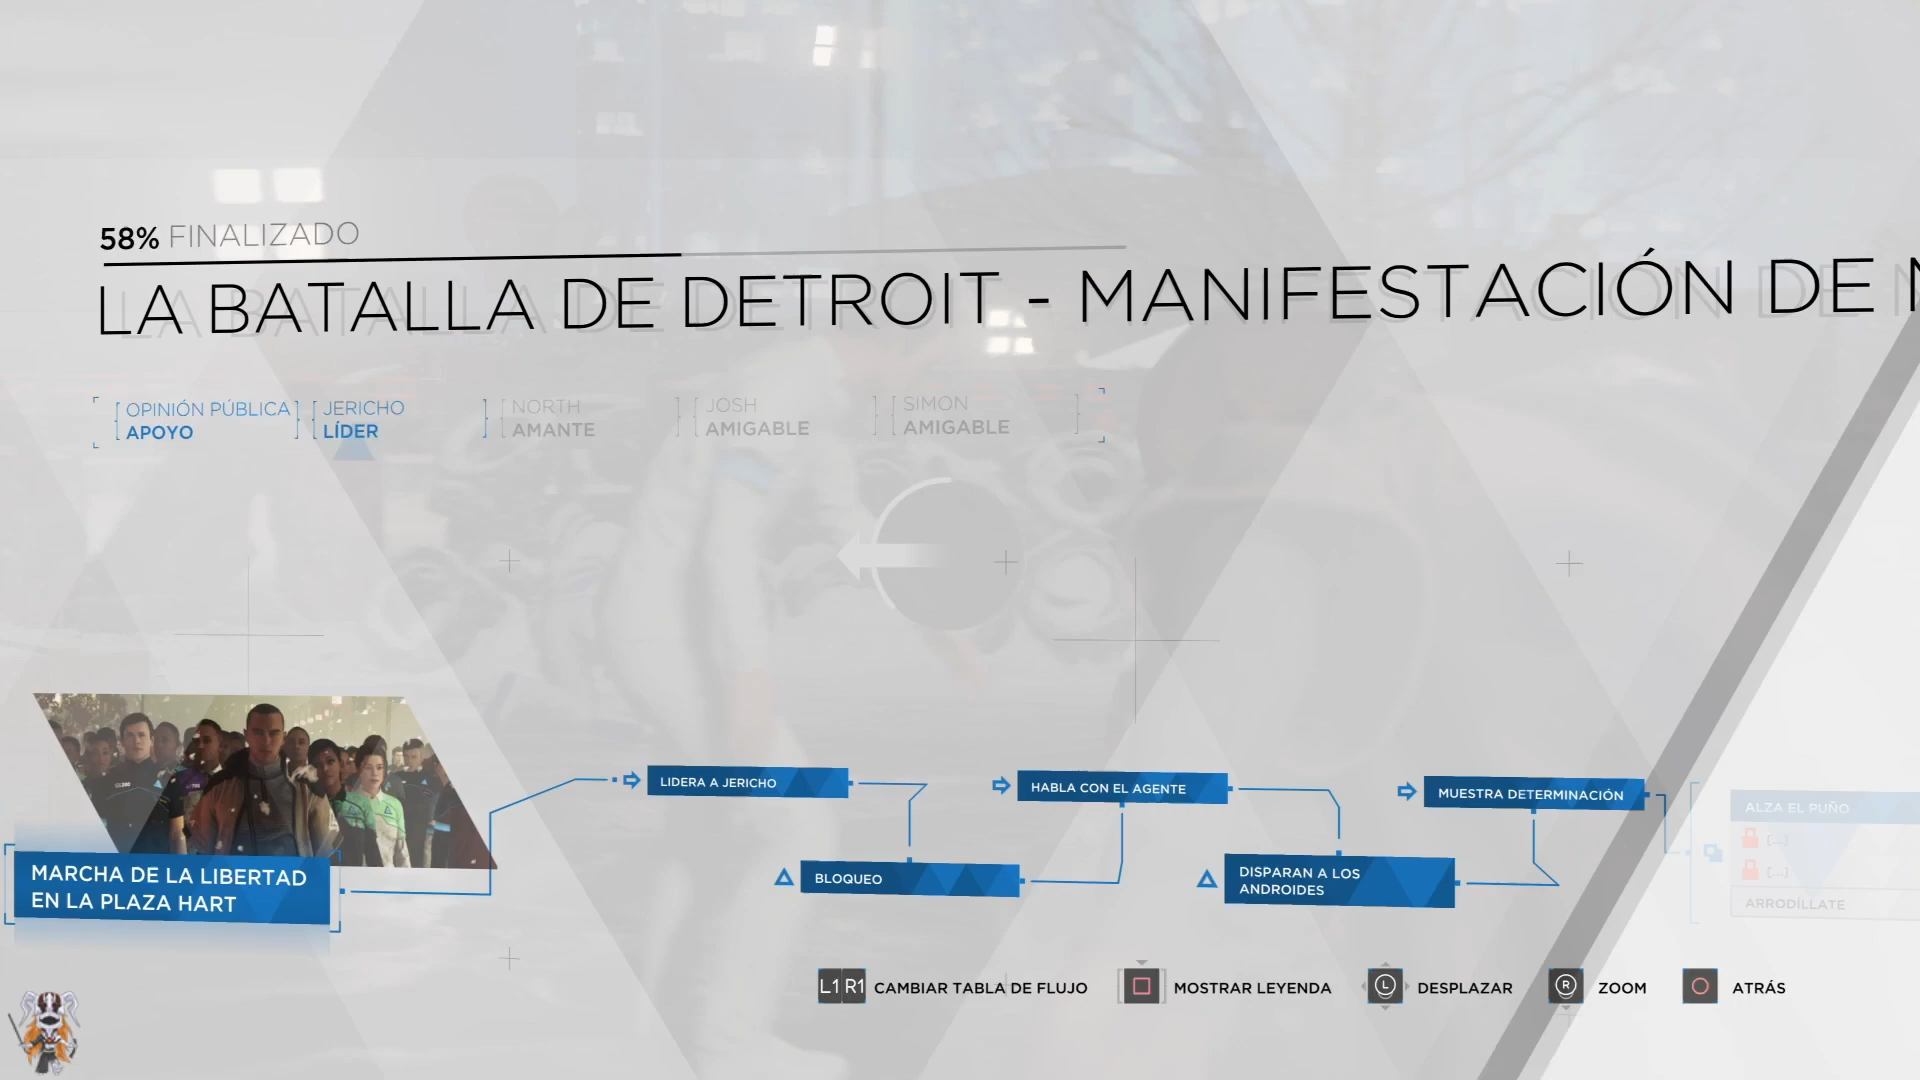 58% FINALIZADO
LA BATALLA DE DETROIT - MANIFESTACIÓN DE
OPINIÓN PÚBLICA
APOYO
JERICHO
LÍDER
NORTH
AMANTE
JOSH
AMIGABLE
SIMON
AMIGABLE
MARCHA DE LA LIBERTAD
EN LA PLAZA HART
LIDERA A JERICHO
BLOQUEO
HABLA CON EL AGENTE
DISPARAN A LOS
ANDROIDES
MUESTRA DETERMINACIÓN
ALZA EL PUÑO
[...]
[...]
ARRODÍLLATE
L1 R1 CAMBIAR TABLA DE FLUJO
MOSTRAR LEYENDA
L DESPLAZAR
R ZOOM
ATRÁS